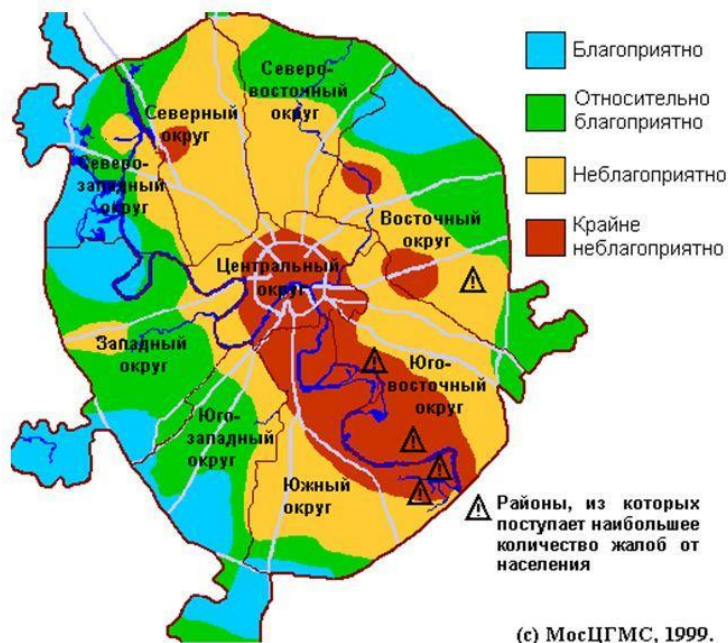 Благоприятно
Относительно
благоприятно
Неблагоприятно
Крайне
неблагоприятно
Северо-
восточный
округ
Северный
округ
Северо-
западный
округ
Восточный
округ
Центральный
округ
Западный
округ
Юго-
восточный
округ
Юго-
западный
округ
Южный
округ
Районы, из которых
поступает наибольшее
количество жалоб от
населения
(с) МосЦГМС, 1999.